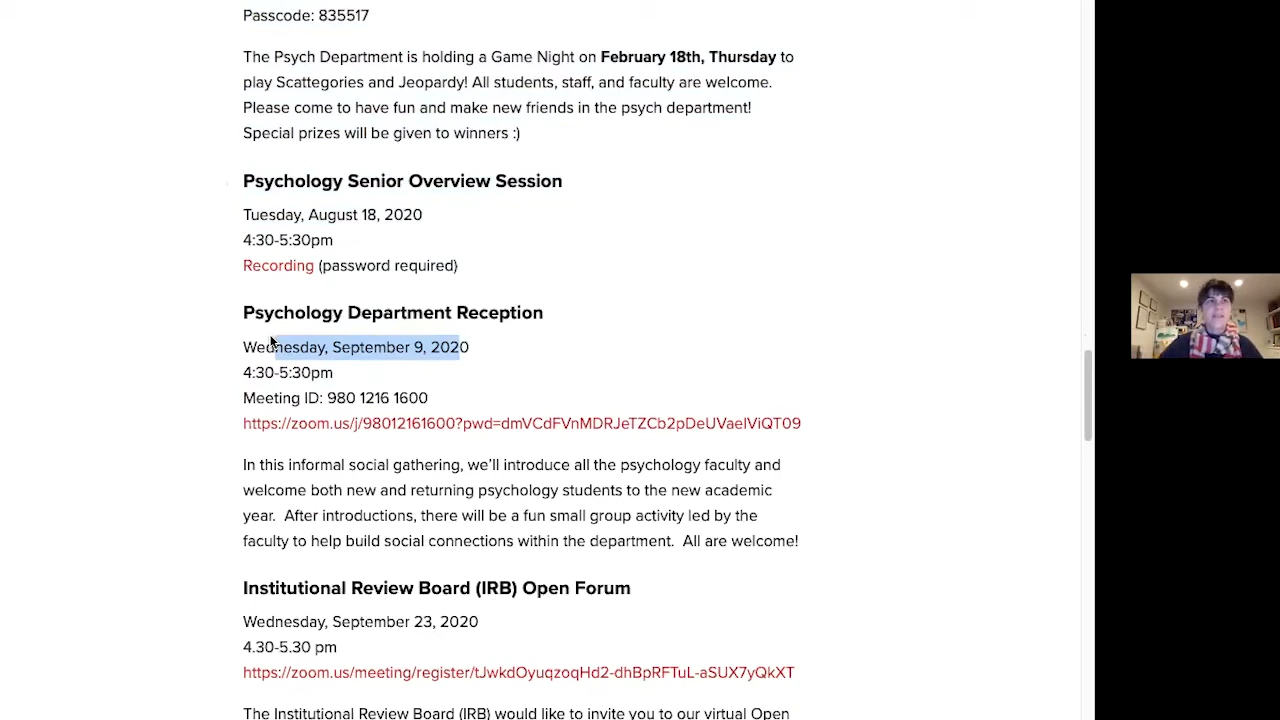 Passcode: 835517
The Psych Department is holding a Game Night on February 18th, Thursday to
play Scattegories and Jeopardy! All students, staff, and faculty are welcome.
Please come to have fun and make new friends in the psych department!
Special prizes will be given to winners :)
Psychology Senior Overview Session
Tuesday, August 18, 2020
4:30-5:30pm
Recording (password required)
Psychology Department Reception
Wednesday, September 9, 2020
4:30-5:30pm
Meeting ID: 980 1216 1600
https://zoom.us/j/98012161600?pwd=dmVCdFVnMDRJeTZCb2pDeUVaelViQT09
In this informal social gathering, we’ll introduce all the psychology faculty and
welcome both new and returning psychology students to the new academic
year.  After introductions, there will be a fun small group activity led by the
faculty to help build social connections within the department.  All are welcome!
Institutional Review Board (IRB) Open Forum
Wednesday, September 23, 2020
4.30-5.30 pm
https://zoom.us/meeting/register/tJwkdOyuqzoqHd2-dhBpRFTuL-aSUX7yQkXT
The Institutional Review Board (IRB) would like to invite you to our virtual Open